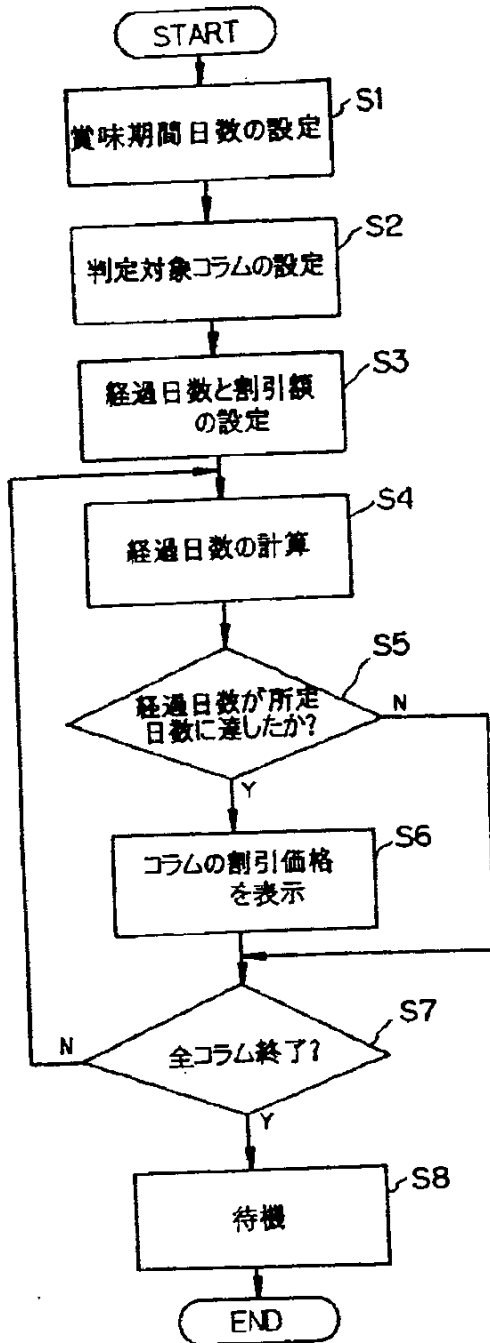 START
S1
賞味期間日数の設定
S2
判定対象コラムの設定
S3
経過日数と割引額
の設定
S4
経過日数の計算
S5
経過日数が所定
日数に達したか?
N
Y
S6
コラムの割引価格
を表示
S7
全コラム終了?
N
Y
S8
待機
END